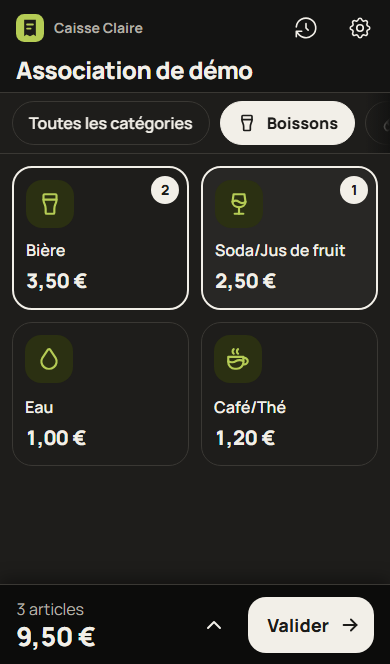 Caisse Claire
Association de démo
Toutes les catégories
Boissons
2
Bière
3,50 €
1
Soda/Jus de fruit
2,50 €
Eau
1,00 €
Café/Thé
1,20 €
3 articles
9,50 €
Valider